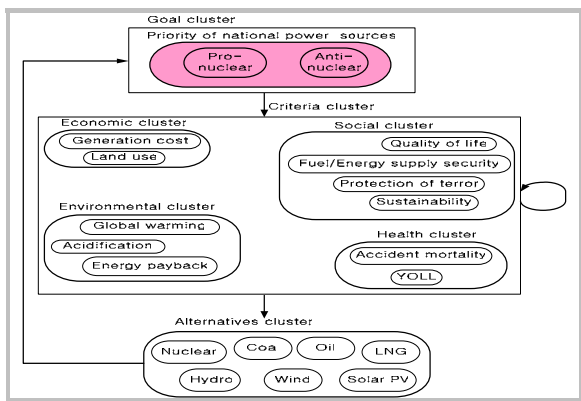 Goal cluster
Priority of national power sources
Pro-
nuclear
Anti-
nuclear
Criteria cluster
Economic cluster
Generation cost
Land use
Social cluster
Quality of life
Fuel/Energy supply security
Protection of terror
Sustainability
Environmental cluster
Global warming
Acidification
Energy payback
Health cluster
Accident mortality
YOLL
Alternatives cluster
Nuclear
Coa
Oil
LNG
Hydro
Wind
Solar PV